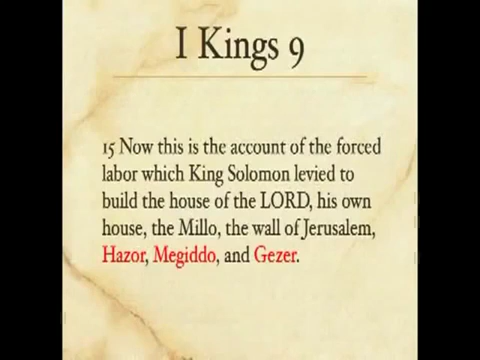 I Kings 9
15 Now this is the account of the forced
labor which King Solomon levied to
build the house of the LORD, his own
house, the Millo, the wall of Jerusalem,
Hazor, Megiddo, and Gezer.